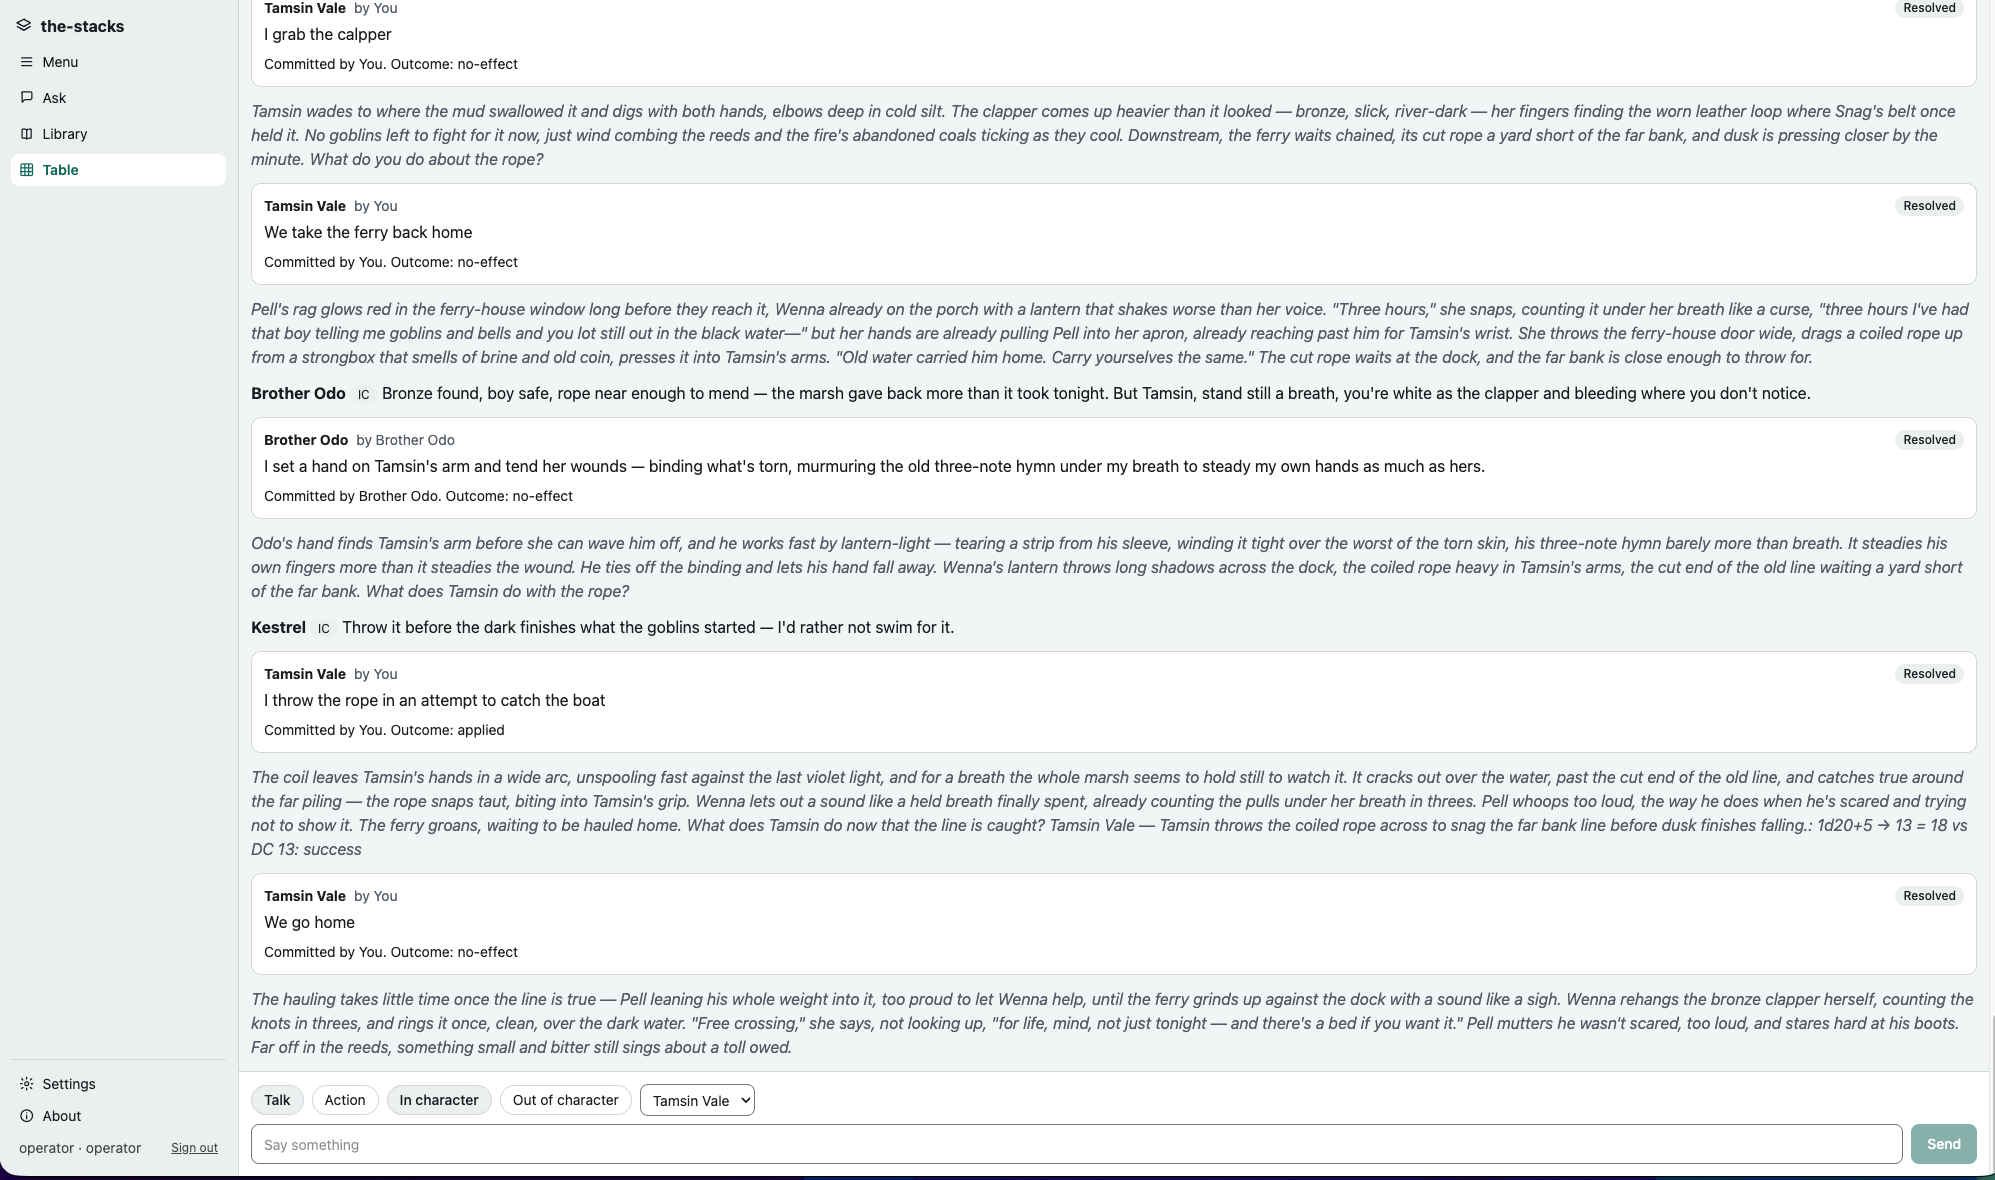 the-stacks
Menu
Ask
Library
Table
Tamsin Vale by You Resolved
I grab the calpper
Committed by You. Outcome: no-effect
Tamsin wades to where the mud swallowed it and digs with both hands, elbows deep in cold silt. The clapper comes up heavier than it looked — bronze, slick, river-dark — her fingers finding the worn leather loop where Snag's belt once
held it. No goblins left to fight for it now, just wind combing the reeds and the fire's abandoned coals ticking as they cool. Downstream, the ferry waits chained, its cut rope a yard short of the far bank, and dusk is pressing closer by the
minute. What do you do about the rope?
Tamsin Vale by You Resolved
We take the ferry back home
Committed by You. Outcome: no-effect
Pell's rag glows red in the ferry-house window long before they reach it, Wenna already on the porch with a lantern that shakes worse than her voice. "Three hours," she snaps, counting it under her breath like a curse, "three hours I've had
that boy telling me goblins and bells and you lot still out in the black water—" but her hands are already pulling Pell into her apron, already reaching past him for Tamsin's wrist. She throws the ferry-house door wide, drags a coiled rope up
from a strongbox that smells of brine and old coin, presses it into Tamsin's arms. "Old water carried him home. Carry yourselves the same." The cut rope waits at the dock, and the far bank is close enough to throw for.
Brother Odo IC Bronze found, boy safe, rope near enough to mend — the marsh gave back more than it took tonight. But Tamsin, stand still a breath, you're white as the clapper and bleeding where you don't notice.
Brother Odo by Brother Odo Resolved
I set a hand on Tamsin's arm and tend her wounds — binding what's torn, murmuring the old three-note hymn under my breath to steady my own hands as much as hers.
Committed by Brother Odo. Outcome: no-effect
Odo's hand finds Tamsin's arm before she can wave him off, and he works fast by lantern-light — tearing a strip from his sleeve, winding it tight over the worst of the torn skin, his three-note hymn barely more than breath. It steadies his
own fingers more than it steadies the wound. He ties off the binding and lets his hand fall away. Wenna's lantern throws long shadows across the dock, the coiled rope heavy in Tamsin's arms, the cut end of the old line waiting a yard short
of the far bank. What does Tamsin do with the rope?
Kestrel IC Throw it before the dark finishes what the goblins started — I'd rather not swim for it.
Tamsin Vale by You Resolved
I throw the rope in an attempt to catch the boat
Committed by You. Outcome: applied
The coil leaves Tamsin's hands in a wide arc, unspooling fast against the last violet light, and for a breath the whole marsh seems to hold still to watch it. It cracks out over the water, past the cut end of the old line, and catches true around
the far piling — the rope snaps taut, biting into Tamsin's grip. Wenna lets out a sound like a held breath finally spent, already counting the pulls under her breath in threes. Pell whoops too loud, the way he does when he's scared and trying
not to show it. The ferry groans, waiting to be hauled home. What does Tamsin do now that the line is caught? Tamsin Vale — Tamsin throws the coiled rope across to snag the far bank line before dusk finishes falling.: 1d20+5 → 13 = 18 vs
DC 13: success
Tamsin Vale by You Resolved
We go home
Committed by You. Outcome: no-effect
The hauling takes little time once the line is true — Pell leaning his whole weight into it, too proud to let Wenna help, until the ferry grinds up against the dock with a sound like a sigh. Wenna rehangs the bronze clapper herself, counting the
knots in threes, and rings it once, clean, over the dark water. "Free crossing," she says, not looking up, "for life, mind, not just tonight — and there's a bed if you want it." Pell mutters he wasn't scared, too loud, and stares hard at his boots.
Far off in the reeds, something small and bitter still sings about a toll owed.
Settings
About
operator · operator Sign out
Talk Action In character Out of character Tamsin Vale
Say something Send